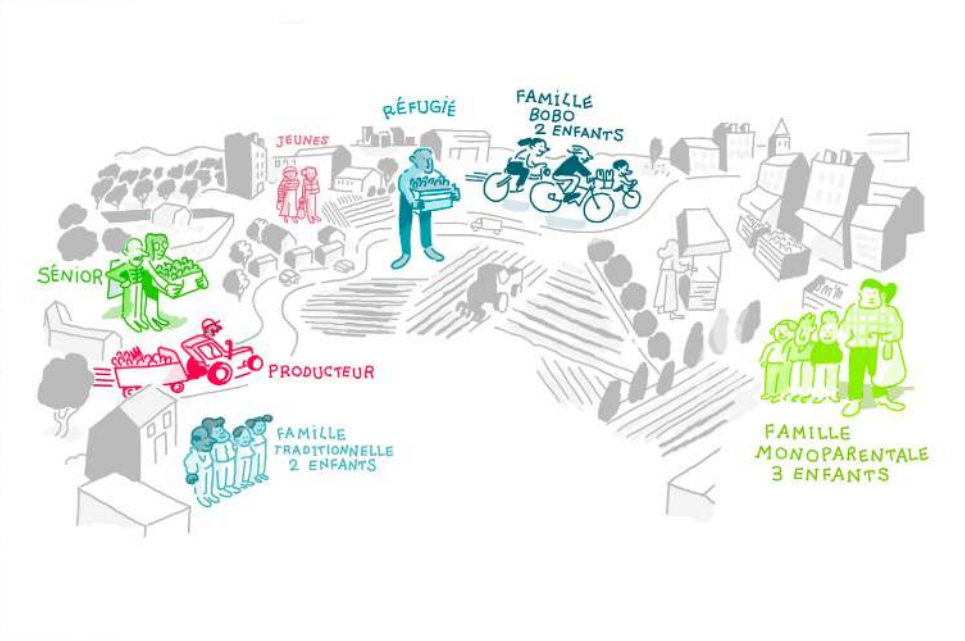 RÉFUGIÉ
FAMILLE
BOBO
2 ENFANTS
JEUNES
SÉNIOR
PRODUCTEUR
FAMILLE
TRADITIONNELLE
2 ENFANTS
FAMILLE
MONOPARENTALE
3 ENFANTS